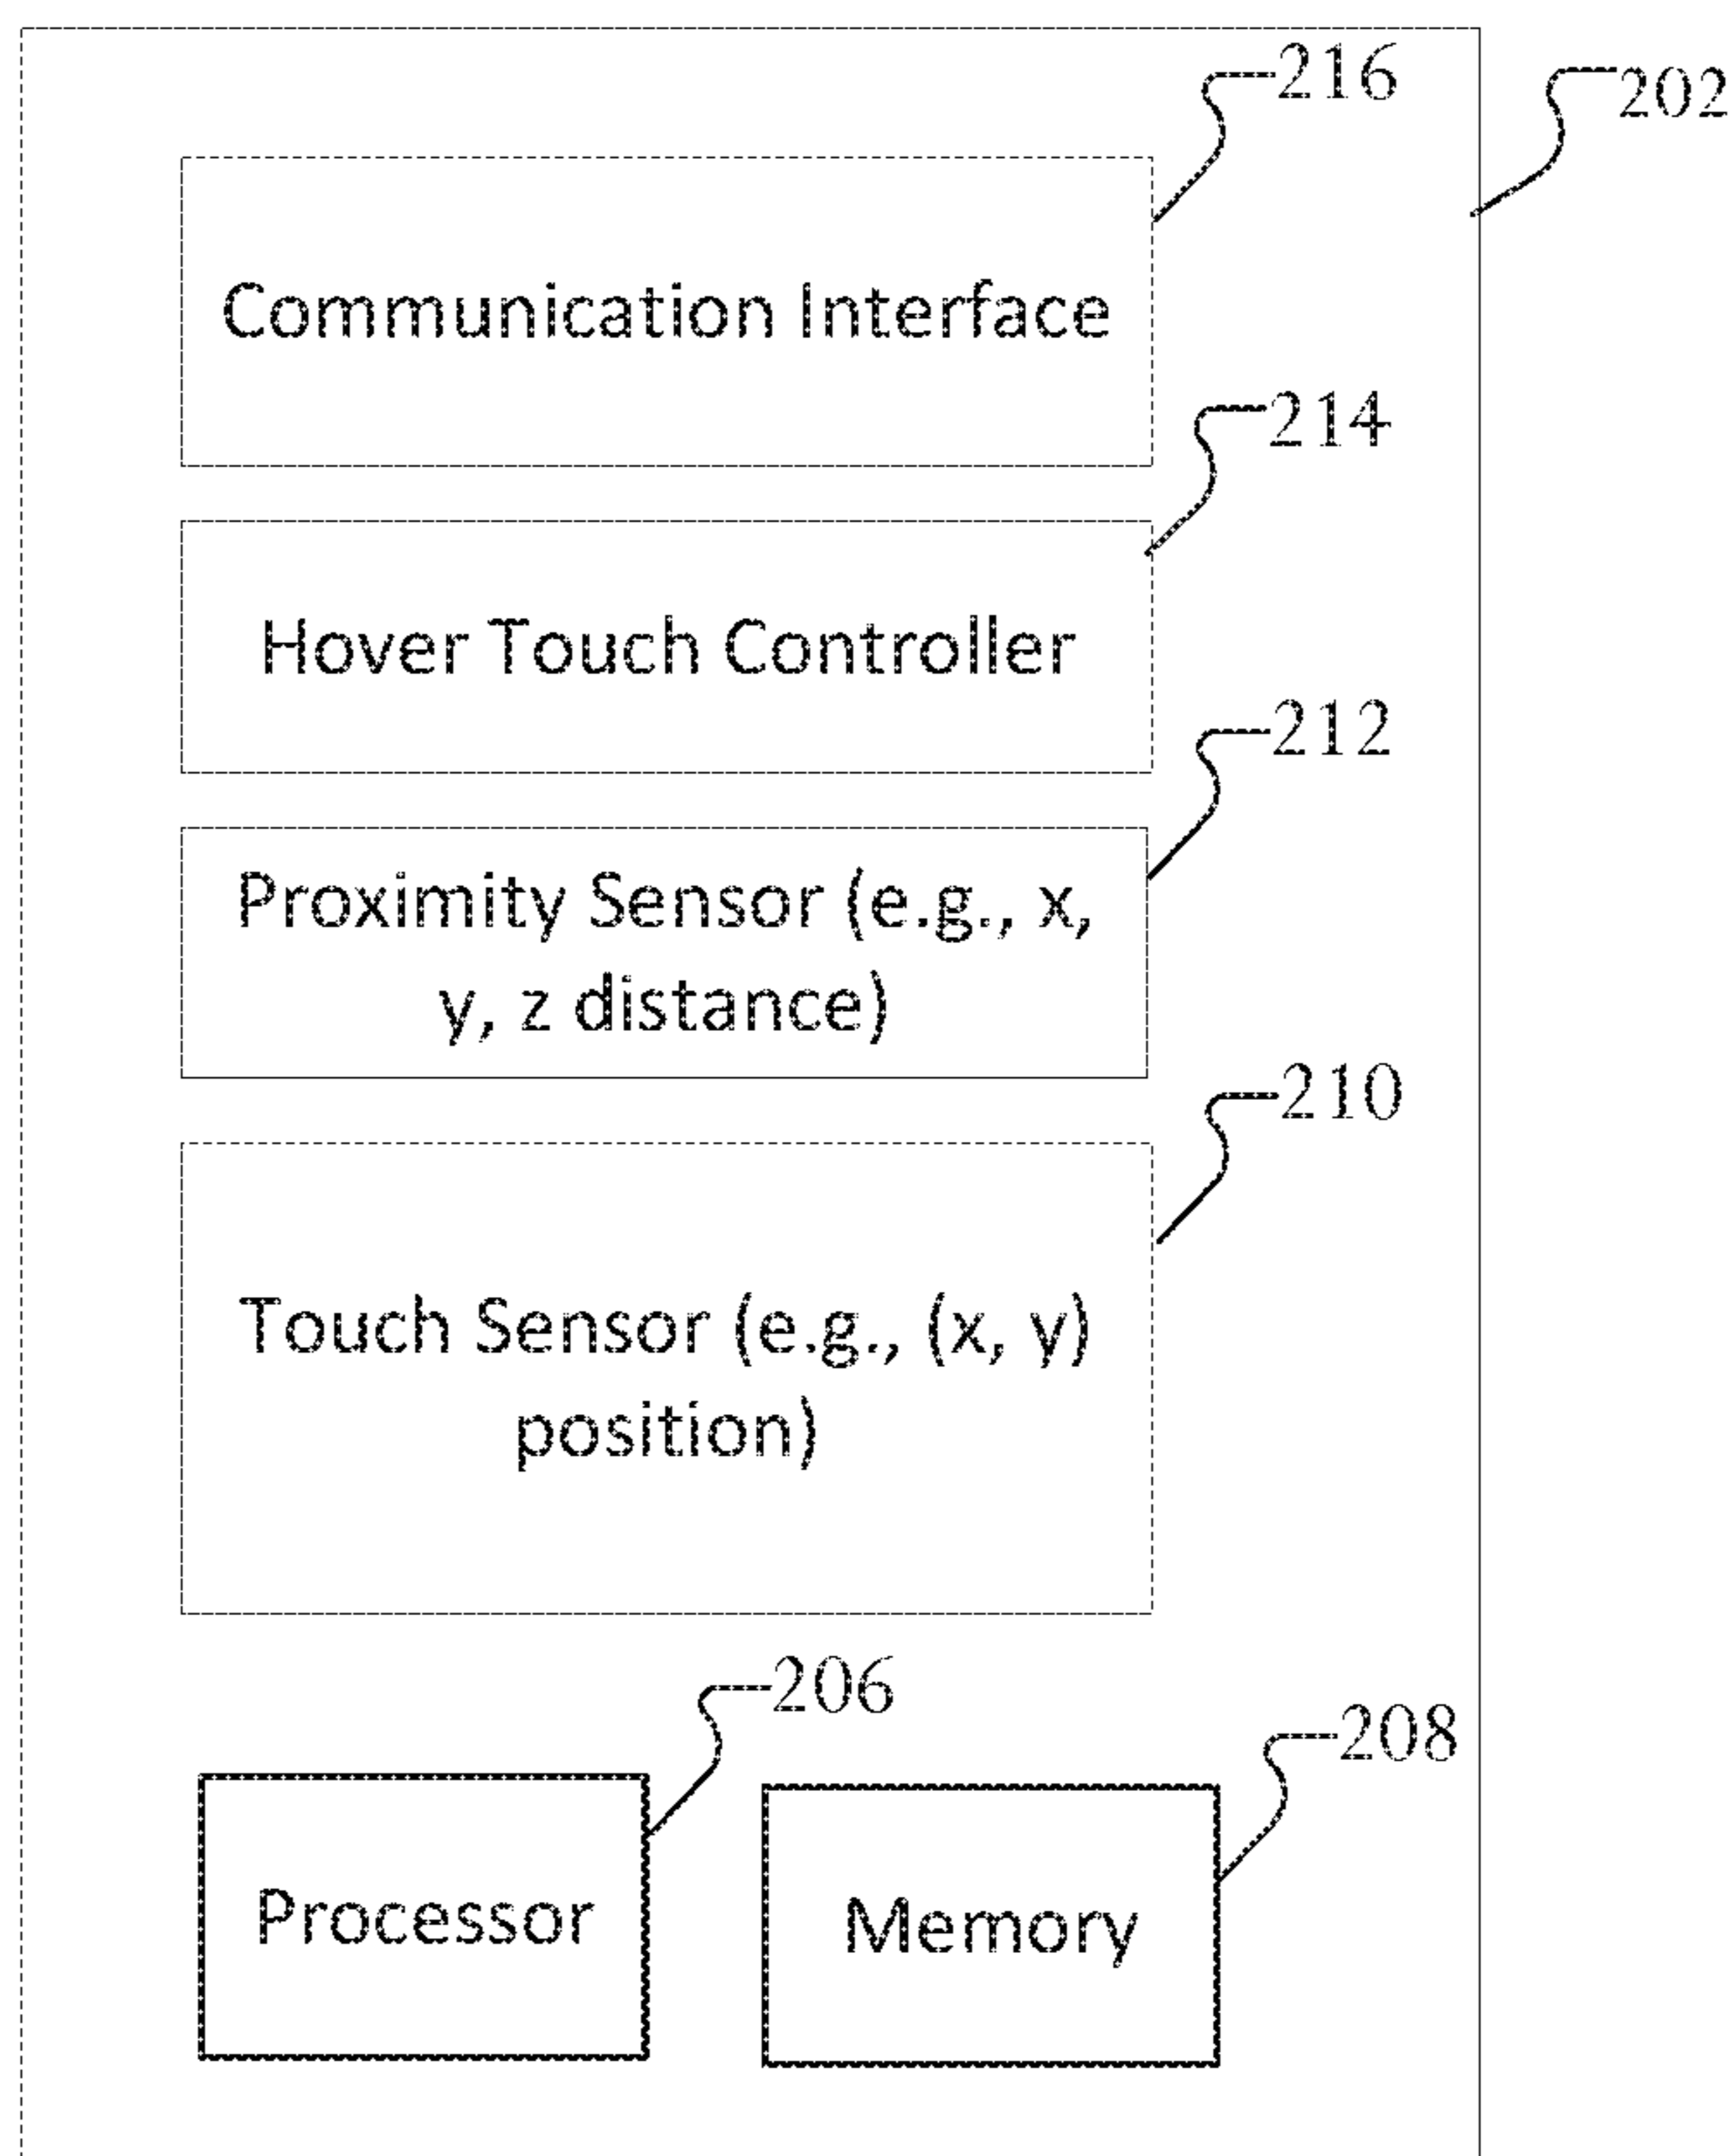 216
202
Communication Interface
214
Hover Touch Controller
212
Proximity Sensor (e.g., x,
y, z distance)
210
Touch Sensor (e.g., (x, y)
position)
206
208
Processor
Memory